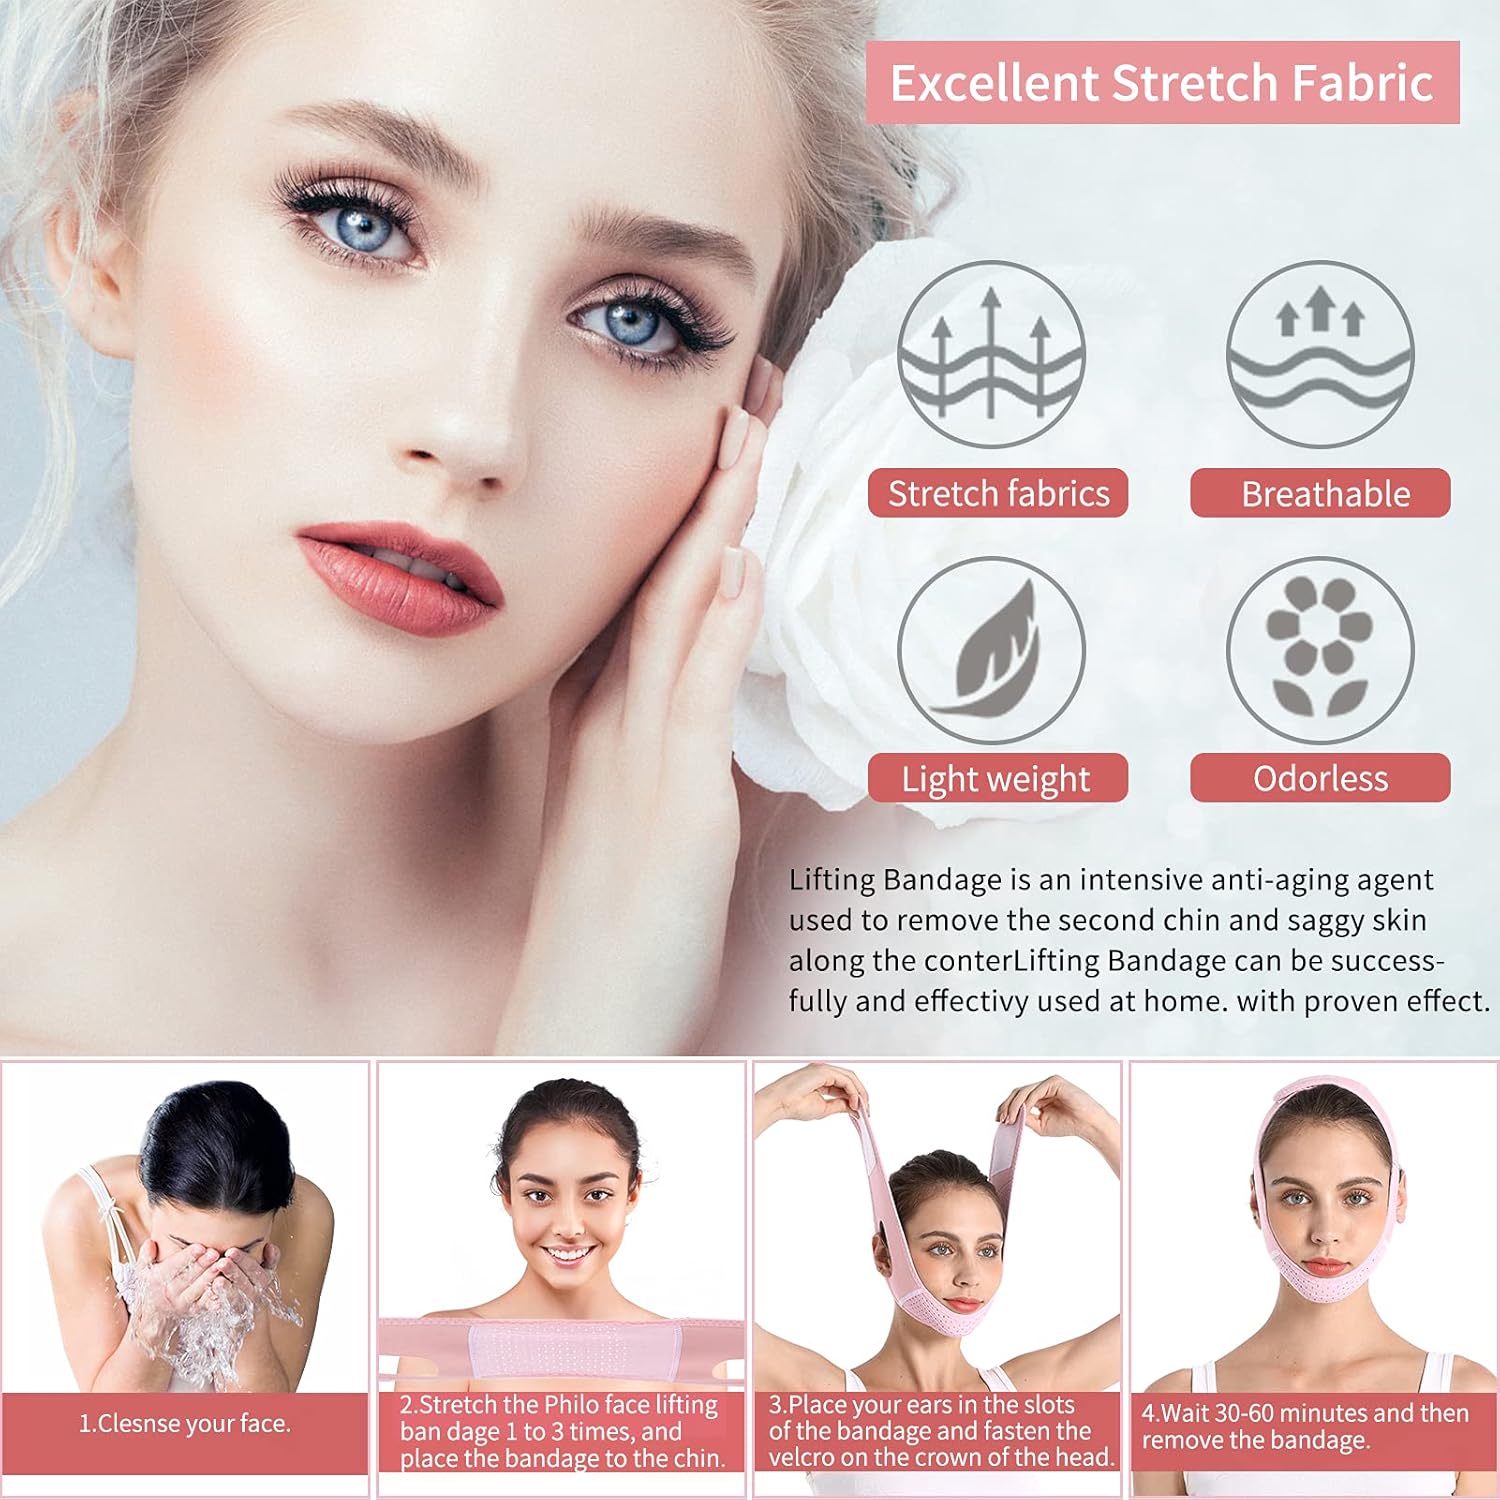 Excellent Stretch Fabric
Stretch fabrics
Breathable
Light weight
Odorless
Lifting Bandage is an intensive anti-aging agent
used to remove the second chin and saggy skin
along the conterLifting Bandage can be success-
fully and effectivy used at home. with proven effect.
1.Clesnse your face.
2.Stretch the Philo face lifting
ban dage 1 to 3 times, and
place the bandage to the chin.
3.Place your ears in the slots
of the bandage and fasten the
velcro on the crown of the head.
4.Wait 30-60 minutes and then
remove the bandage.